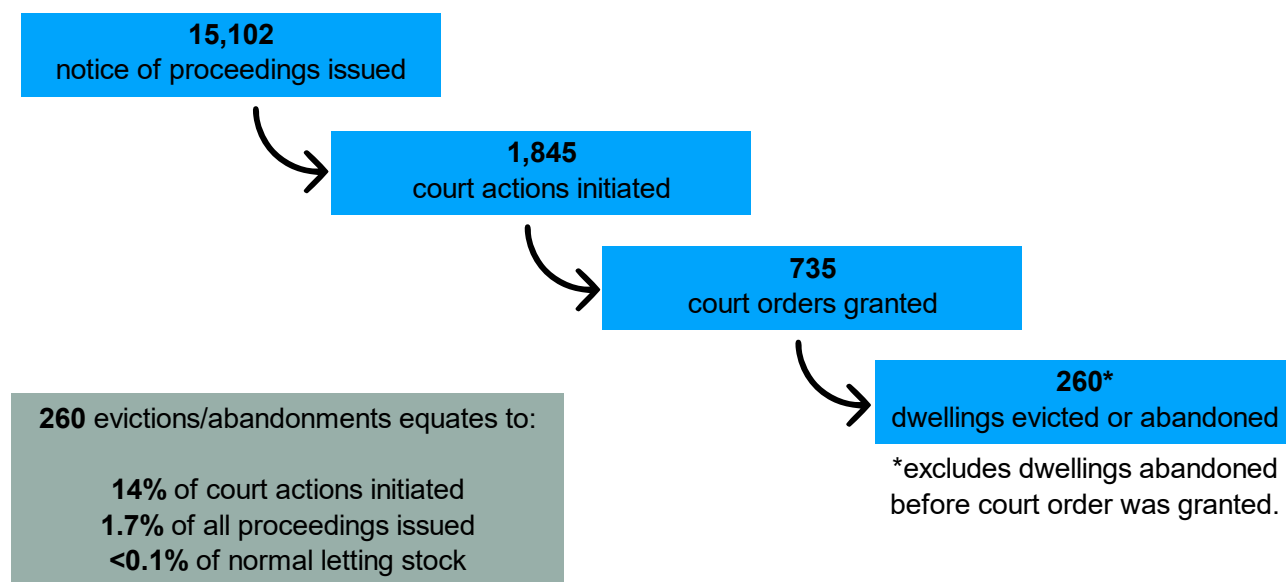 15,102
notice of proceedings issued
1,845
court actions initiated
735
court orders granted
260*
dwellings evicted or abandoned
*excludes dwellings abandoned
before court order was granted.
260 evictions/abandonments equates to:
14% of court actions initiated
1.7% of all proceedings issued
<0.1% of normal letting stock